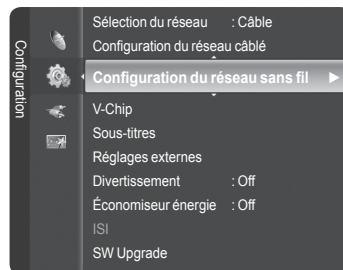 Configuration
Sélection du réseau : Câble
Configuration du réseau câblé
Configuration du réseau sans fil
V-Chip
Sous-titres
Réglages externes
Divertissement : Off
Économiseur énergie : Off
ISI
SW Upgrade